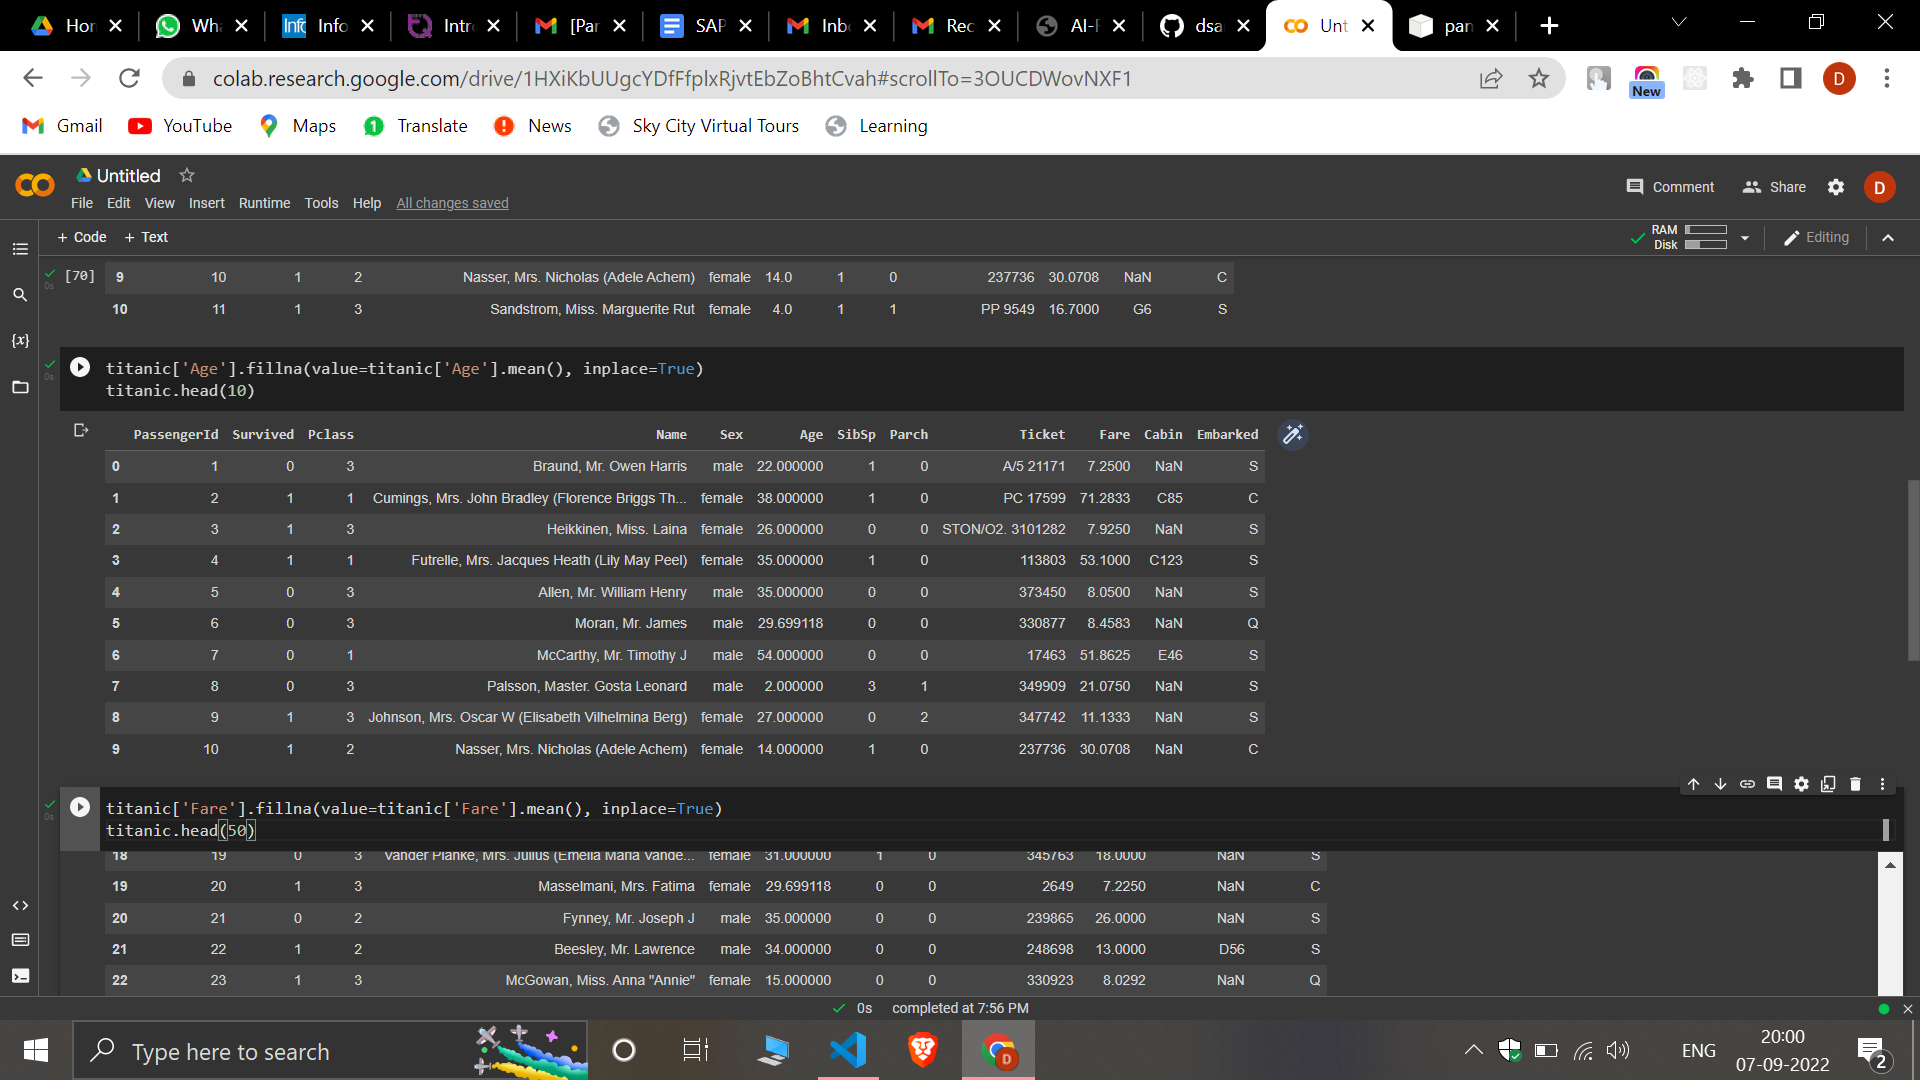 Hon
Wha
Info
Intr
[Par
SAP
Inb
Rec
AI-F
dsa
Unt
pan
colab.research.google.com/drive/1HXiKbUUgcYDfFfplxRjvtEbZoBhtCvah#scrollTo=3OUCDWovNXF1
New
D
Gmail YouTube Maps Translate News Sky City Virtual Tours Learning
Untitled
File Edit View Insert Runtime Tools Help All changes saved
Comment Share D
+ Code + Text
RAM
Disk
Editing
[70] 0s
9 10 1 2 Nasser, Mrs. Nicholas (Adele Achem) female 14.0 1 0 237736 30.0708 NaN C
10 11 1 3 Sandstrom, Miss. Marguerite Rut female 4.0 1 1 PP 9549 16.7000 G6 S
{x}
0s
titanic['Age'].fillna(value=titanic['Age'].mean(), inplace=True)
titanic.head(10)
PassengerId Survived Pclass Name Sex Age SibSp Parch Ticket Fare Cabin Embarked
0 1 0 3 Braund, Mr. Owen Harris male 22.000000 1 0 A/5 21171 7.2500 NaN S
1 2 1 1 Cumings, Mrs. John Bradley (Florence Briggs Th... female 38.000000 1 0 PC 17599 71.2833 C85 C
2 3 1 3 Heikkinen, Miss. Laina female 26.000000 0 0 STON/O2. 3101282 7.9250 NaN S
3 4 1 1 Futrelle, Mrs. Jacques Heath (Lily May Peel) female 35.000000 1 0 113803 53.1000 C123 S
4 5 0 3 Allen, Mr. William Henry male 35.000000 0 0 373450 8.0500 NaN S
5 6 0 3 Moran, Mr. James male 29.699118 0 0 330877 8.4583 NaN Q
6 7 0 1 McCarthy, Mr. Timothy J male 54.000000 0 0 17463 51.8625 E46 S
7 8 0 3 Palsson, Master. Gosta Leonard male 2.000000 3 1 349909 21.0750 NaN S
8 9 1 3 Johnson, Mrs. Oscar W (Elisabeth Vilhelmina Berg) female 27.000000 0 2 347742 11.1333 NaN S
9 10 1 2 Nasser, Mrs. Nicholas (Adele Achem) female 14.000000 1 0 237736 30.0708 NaN C
0s
titanic['Fare'].fillna(value=titanic['Fare'].mean(), inplace=True)
titanic.head(50)
18 19 0 3 Vander Planke, Mrs. Julius (Emelia Maria Vande... female 31.000000 1 0 345763 18.0000 NaN S
19 20 1 3 Masselmani, Mrs. Fatima female 29.699118 0 0 2649 7.2250 NaN C
20 21 0 2 Fynney, Mr. Joseph J male 35.000000 0 0 239865 26.0000 NaN S
21 22 1 2 Beesley, Mr. Lawrence male 34.000000 0 0 248698 13.0000 D56 S
22 23 1 3 McGowan, Miss. Anna "Annie" female 15.000000 0 0 330923 8.0292 NaN Q
0s completed at 7:56 PM
Type here to search
D
ENG
20:00
07-09-2022
2